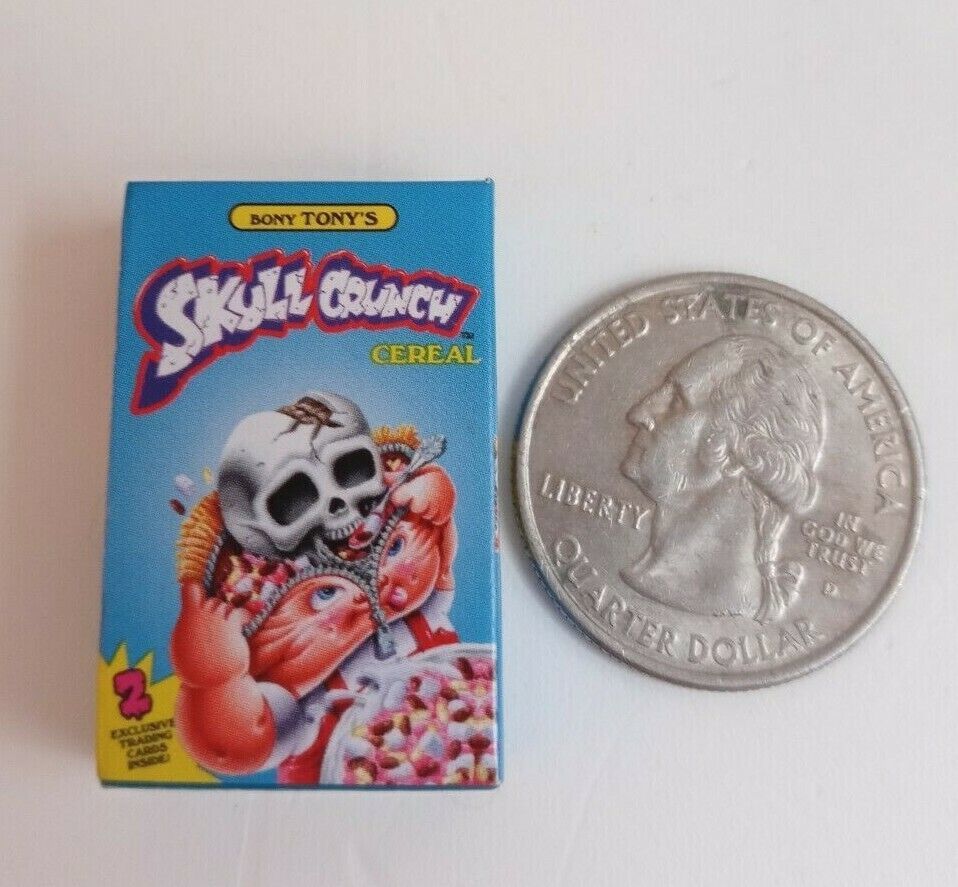 BONY TONY'S
SKULL CRUNCH
™
CEREAL
2
EXCLUSIVE
TRADING
CARDS
INSIDE!
UNITED STATES OF AMERICA
LIBERTY
IN
GOD WE
TRUST
D
QUARTER DOLLAR